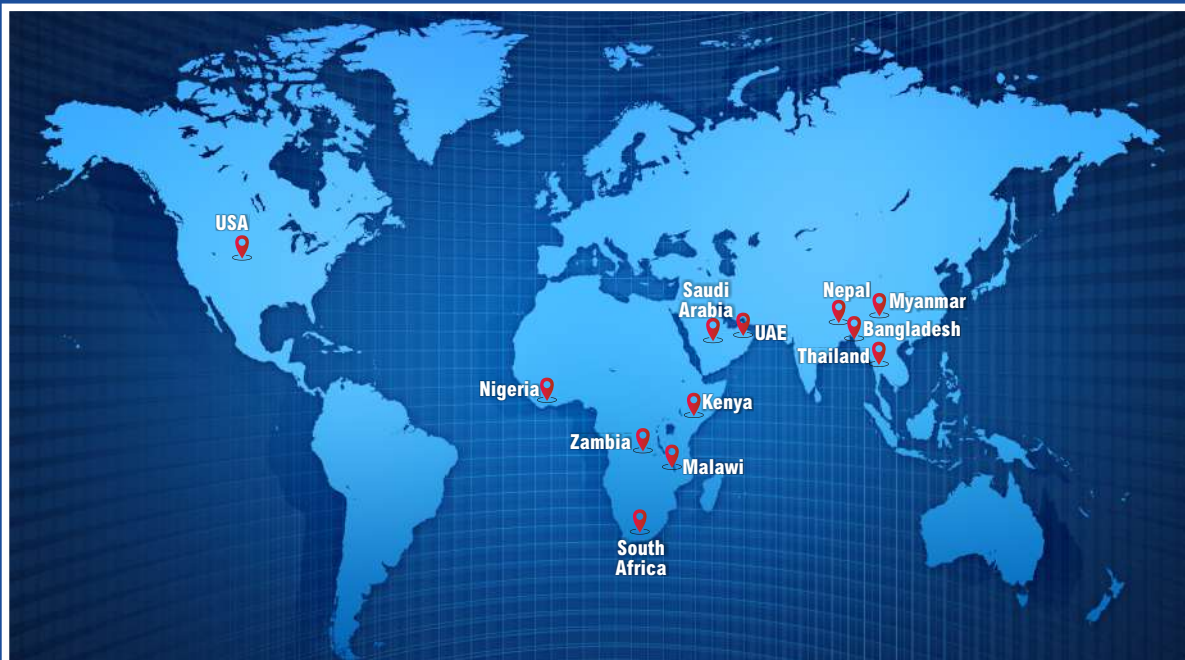 USA
Saudi
Arabia
UAE
Nepal
Myanmar
Bangladesh
Thailand
Nigeria
Kenya
Zambia
Malawi
South
Africa